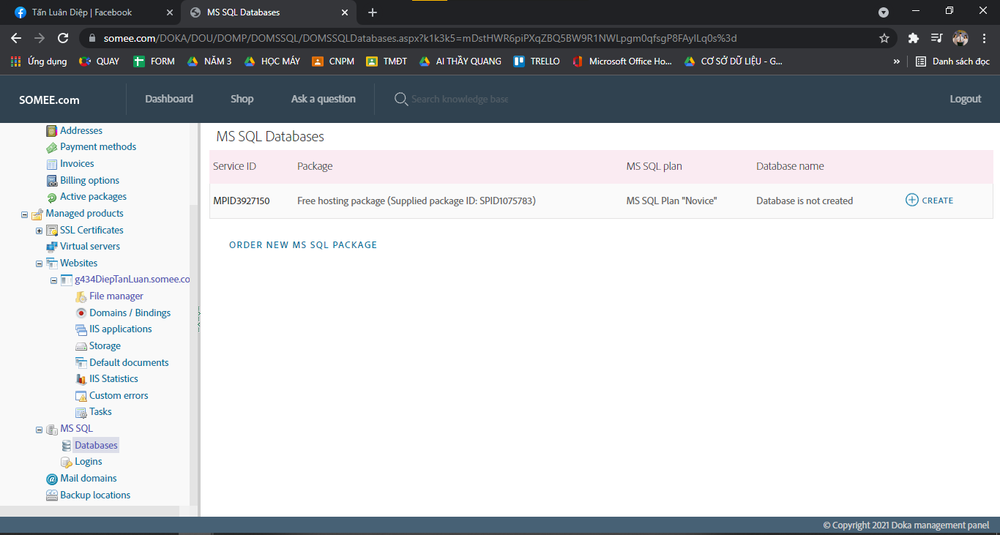 Tấn Luân Diệp | Facebook
MS SQL Databases
somee.com/DOKA/DOU/DOMP/DOMSSQL/DOMSSQLDatabases.aspx?k1k3k5=mDstHWR6piPXqZBQ5BW9R1NWLpgm0qfsgP8FAylLq0s%3d
Ứng dụng
QUAY
FORM
NĂM 3
HỌC MÁY
CNPM
TMĐT
AI THẦY QUANG
TRELLO
Microsoft Office Ho...
CƠ SỞ DỮ LIỆU - G...
»
Danh sách đọc
SOMEE.com
Dashboard
Shop
Ask a question
Search knowledge base
Logout
Addresses
Payment methods
Invoices
Billing options
Active packages
Managed products
SSL Certificates
Virtual servers
Websites
g434DiepTanLuan.somee.co
File manager
Domains / Bindings
IIS applications
Storage
Default documents
IIS Statistics
Custom errors
Tasks
MS SQL
Databases
Logins
Mail domains
Backup locations
MS SQL Databases
Service ID Package MS SQL plan Database name
MPID3927150 Free hosting package (Supplied package ID: SPID1075783) MS SQL Plan "Novice" Database is not created CREATE
ORDER NEW MS SQL PACKAGE
© Copyright 2021 Doka management panel